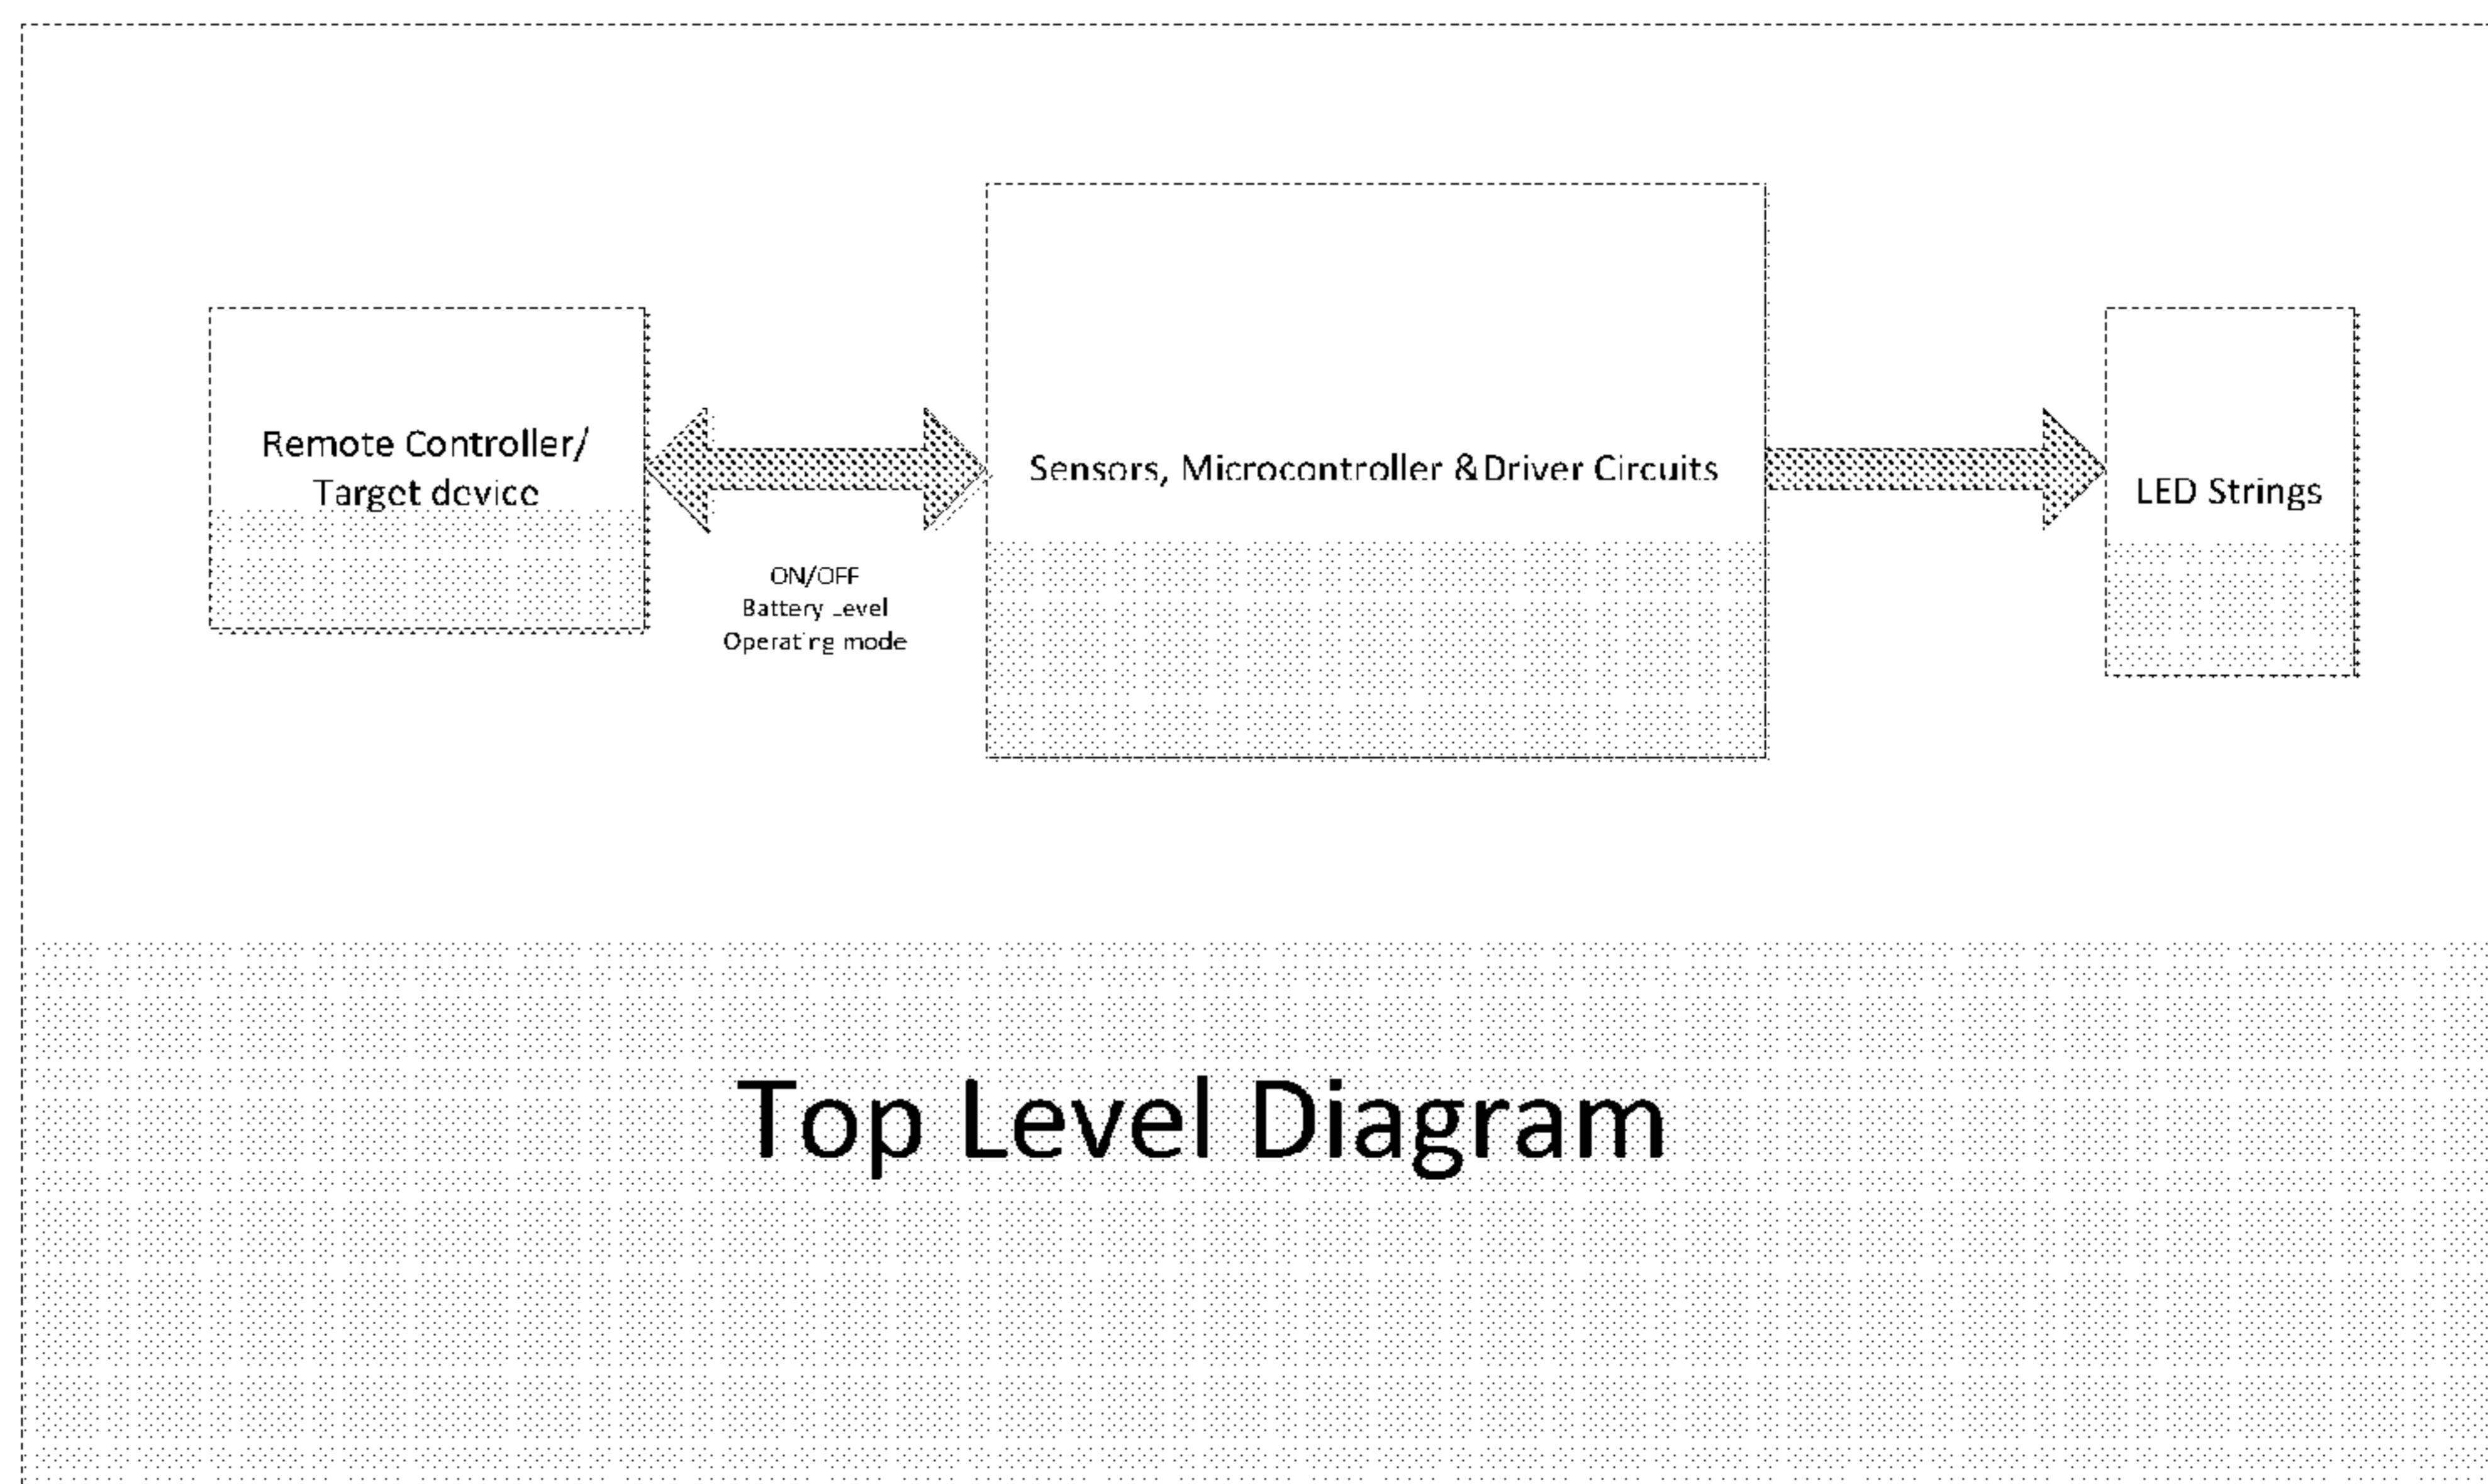 Remote Controller/
Target device
Sensors, Microcontroller &Driver Circuits
LED Strings
ON/OFF
Battery Level
Operating mode
Top Level Diagram